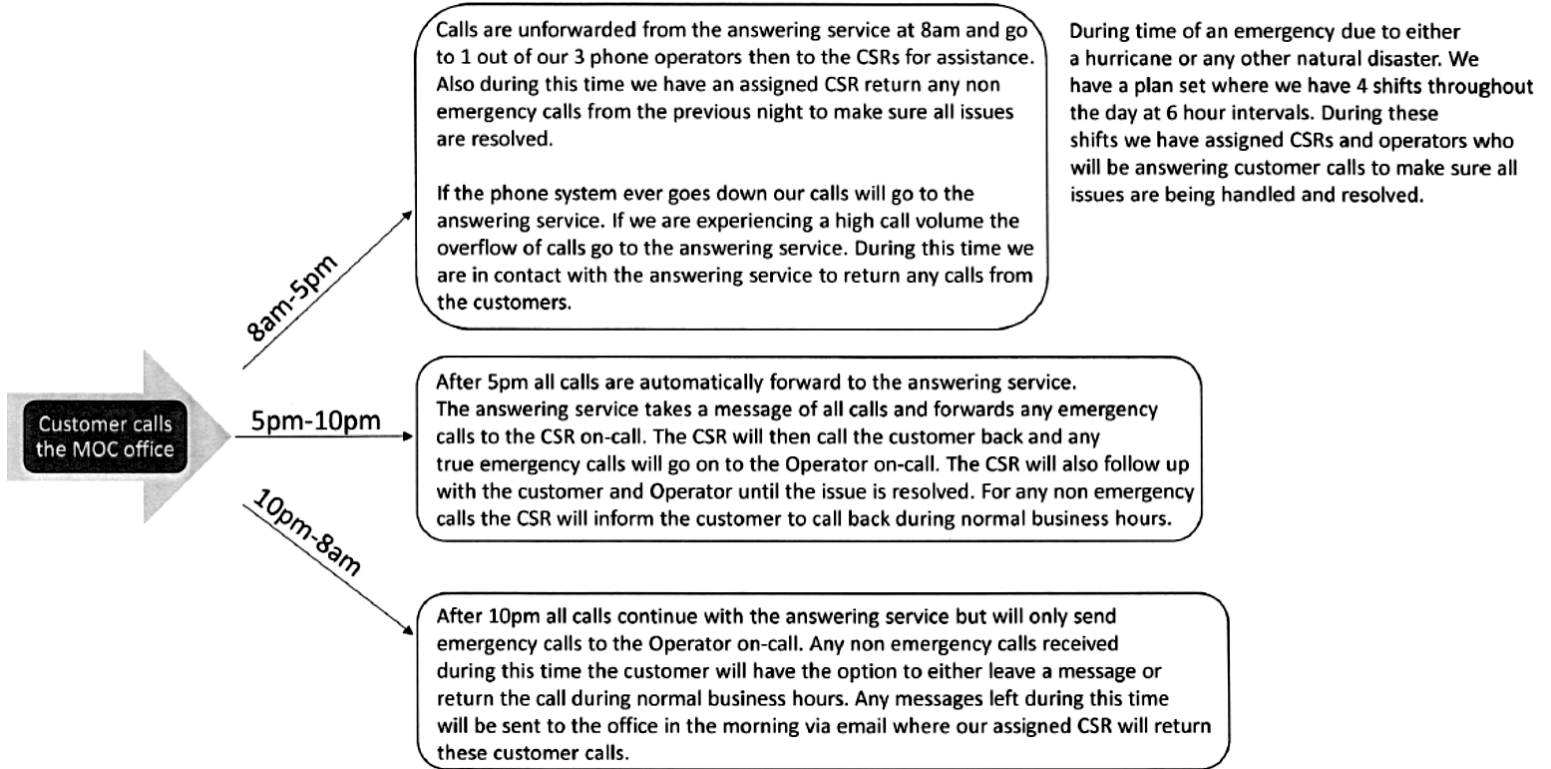 Customer calls
the MOC office
8am-5pm
Calls are unforwarded from the answering service at 8am and go
to 1 out of our 3 phone operators then to the CSRs for assistance.
Also during this time we have an assigned CSR return any non
emergency calls from the previous night to make sure all issues
are resolved.
If the phone system ever goes down our calls will go to the
answering service. If we are experiencing a high call volume the
overflow of calls go to the answering service. During this time we
are in contact with the answering service to return any calls from
the customers.
During time of an emergency due to either
a hurricane or any other natural disaster. We
have a plan set where we have 4 shifts throughout
the day at 6 hour intervals. During these
shifts we have assigned CSRs and operators who
will be answering customer calls to make sure all
issues are being handled and resolved.
5pm-10pm
After 5pm all calls are automatically forward to the answering service.
The answering service takes a message of all calls and forwards any emergency
calls to the CSR on-call. The CSR will then call the customer back and any
true emergency calls will go on to the Operator on-call. The CSR will also follow up
with the customer and Operator until the issue is resolved. For any non emergency
calls the CSR will inform the customer to call back during normal business hours.
10pm-8am
After 10pm all calls continue with the answering service but will only send
emergency calls to the Operator on-call. Any non emergency calls received
during this time the customer will have the option to either leave a message or
return the call during normal business hours. Any messages left during this time
will be sent to the office in the morning via email where our assigned CSR will return
these customer calls.